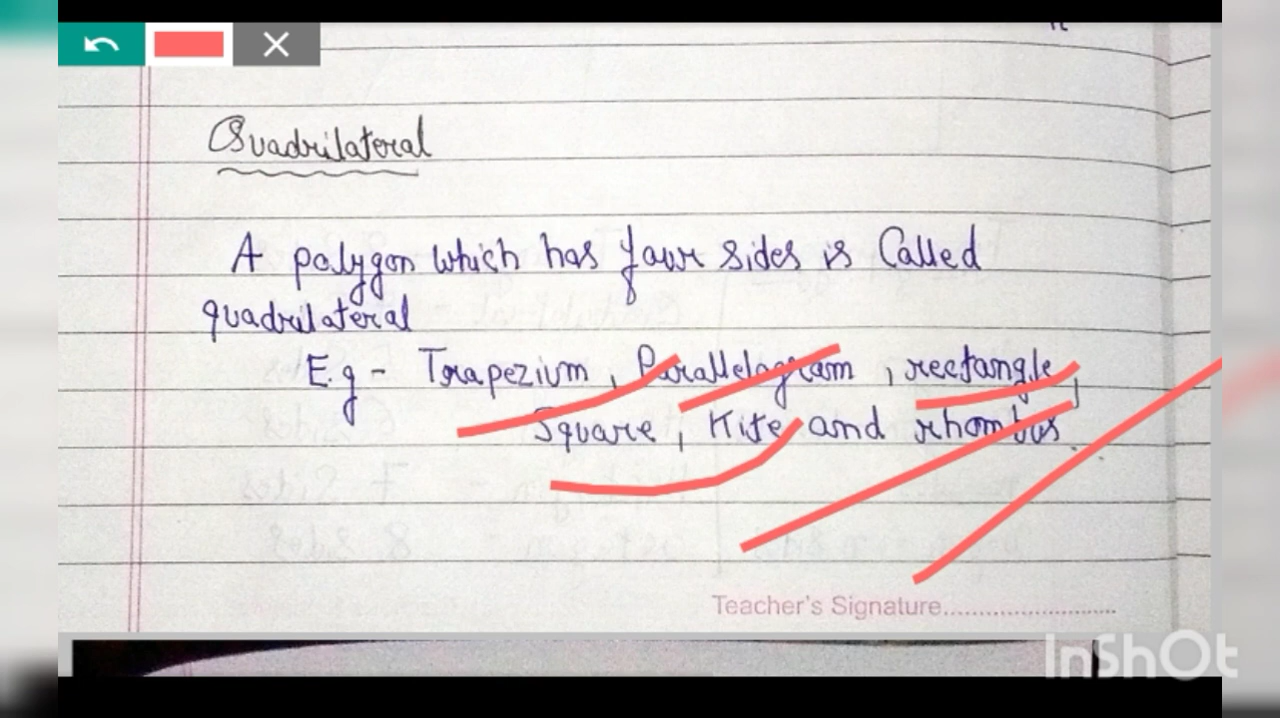 Quadrilateral
A polygon which has four sides is Called
quadrilateral
E.g - Trapezium, Parallelogram, rectangle,
Square, Kite and rhombus.
Teacher's Signature............................
InShOt